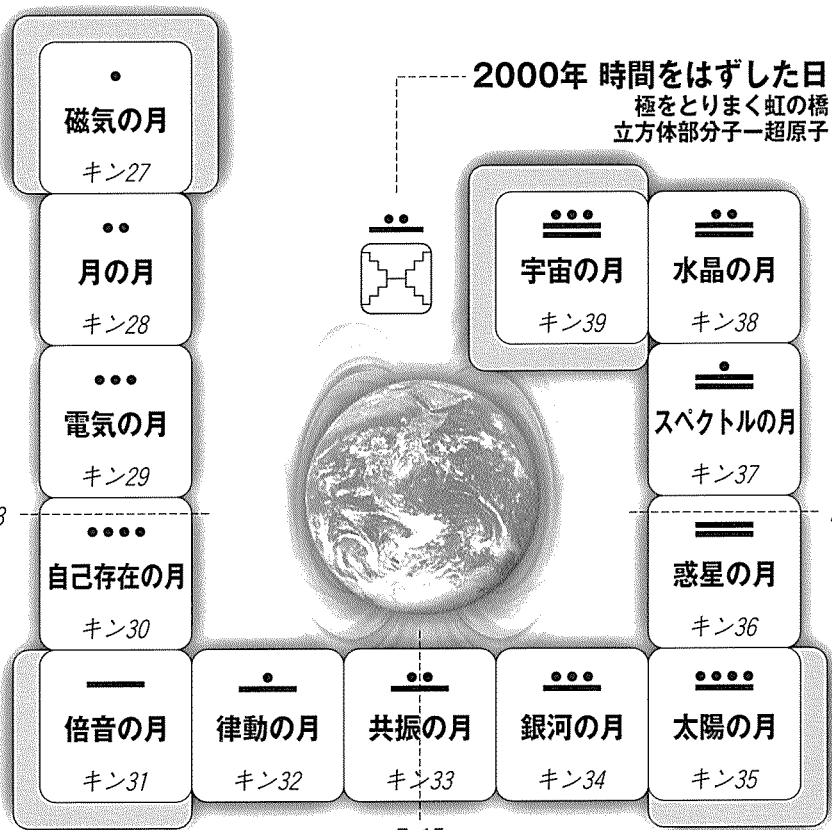 2000年 時間をはずした日
極をとりまく虹の橋
立方体部分子ー超原子
磁気の月
キン27
月の月
キン28
電気の月
キン29
自己存在の月
キン30
倍音の月
キン31
律動の月
キン32
共振の月
キン33
銀河の月
キン34
太陽の月
キン35
惑星の月
キン36
スペクトルの月
キン37
水晶の月
キン38
宇宙の月
キン39